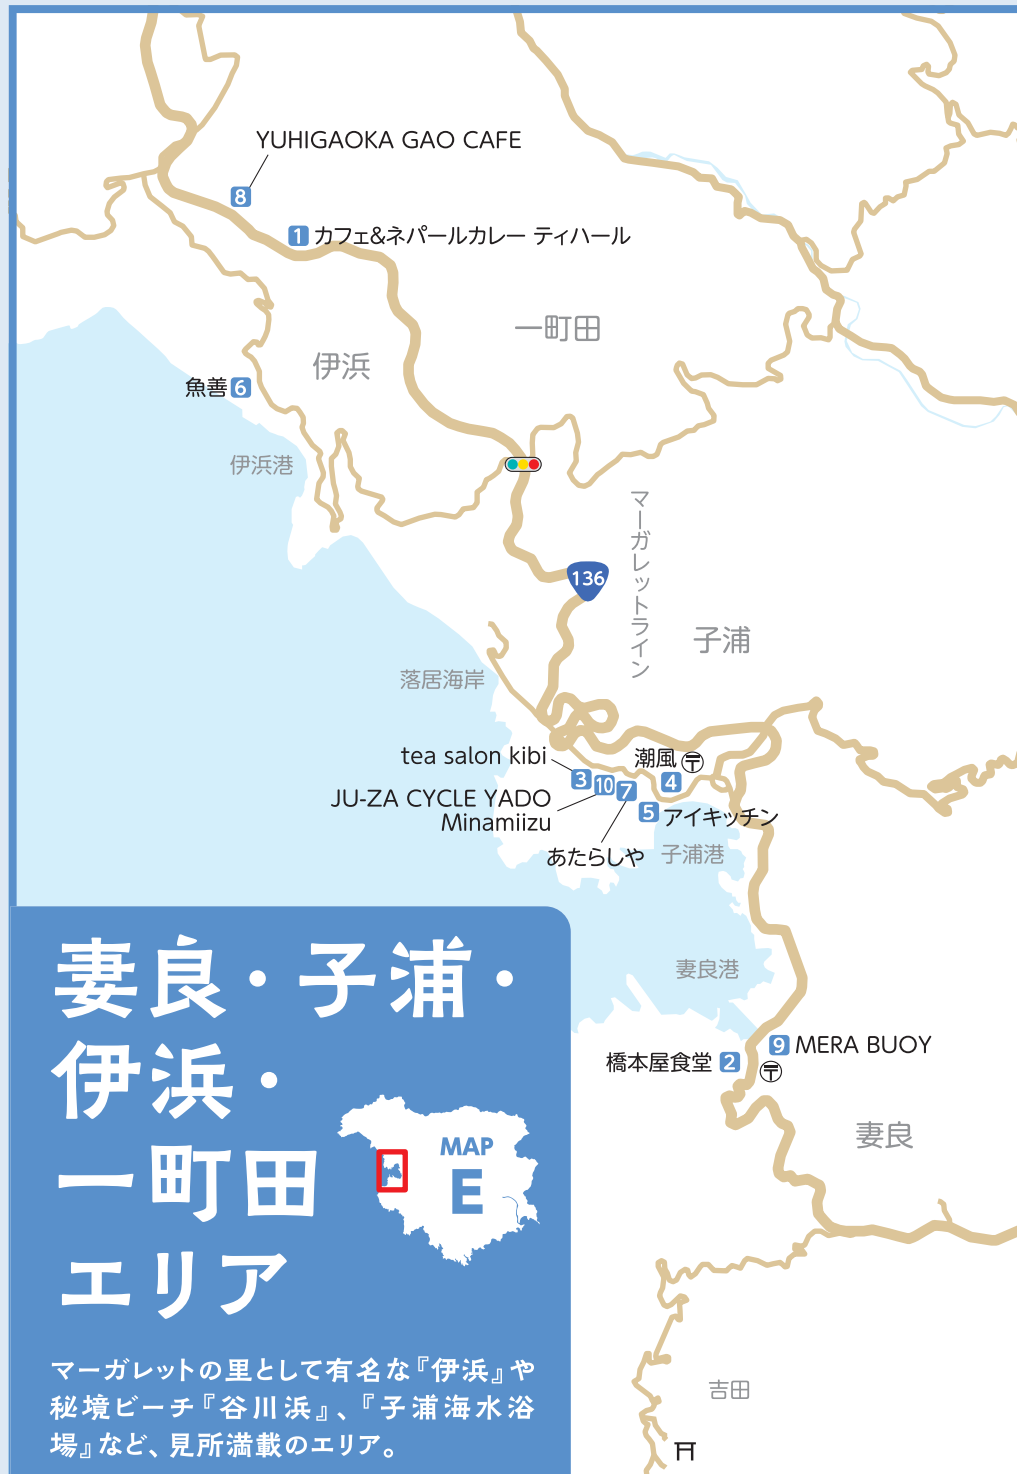 YUHIGAOKA GAO CAFE
8
1 カフェ&ネパールカレー ティハール
一町田
伊浜
魚善 6
伊浜港
マーガレットライン
136
子浦
落居海岸
tea salon kibi
潮風 〒
3
10
7
4
JU-ZA CYCLE YADO
Minamiizu
5 アイキッチン
あたらしや
子浦港
妻良港
橋本屋食堂 2
9 MERA BUOY
〒
妻良
吉田
妻良・子浦・
伊浜・
一町田
エリア
MAP
E
マーガレットの里として有名な『伊浜』や
秘境ビーチ『谷川浜』、『子浦海水浴
場』など、見所満載のエリア。